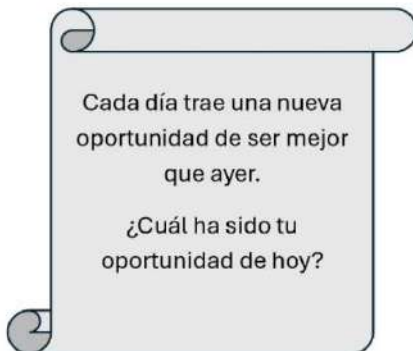 Cada día trae una nueva
oportunidad de ser mejor
que ayer.
¿Cuál ha sido tu
oportunidad de hoy?